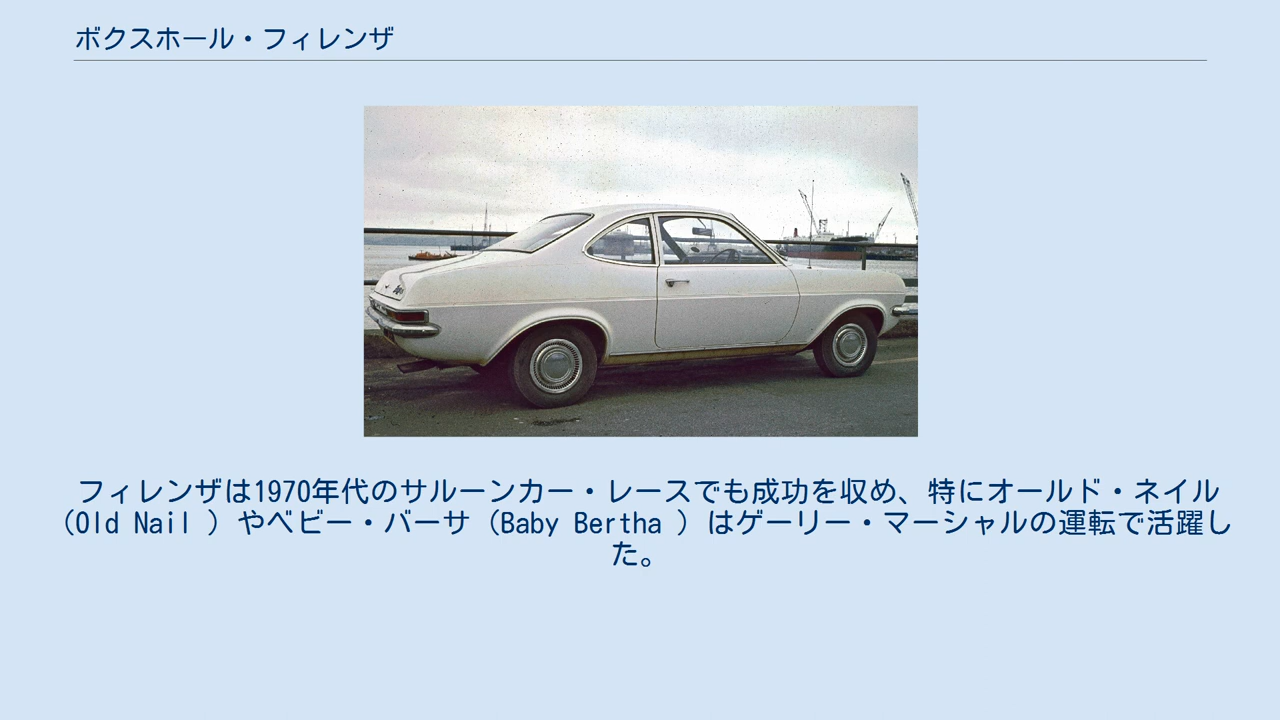 ボクスホール・フィレンザ
フィレンザは1970年代のサルーンカー・レースでも成功を収め、特にオールド・ネイル
（Old Nail ）やベビー・バーサ（Baby Bertha ）はゲーリー・マーシャルの運転で活躍し
た。